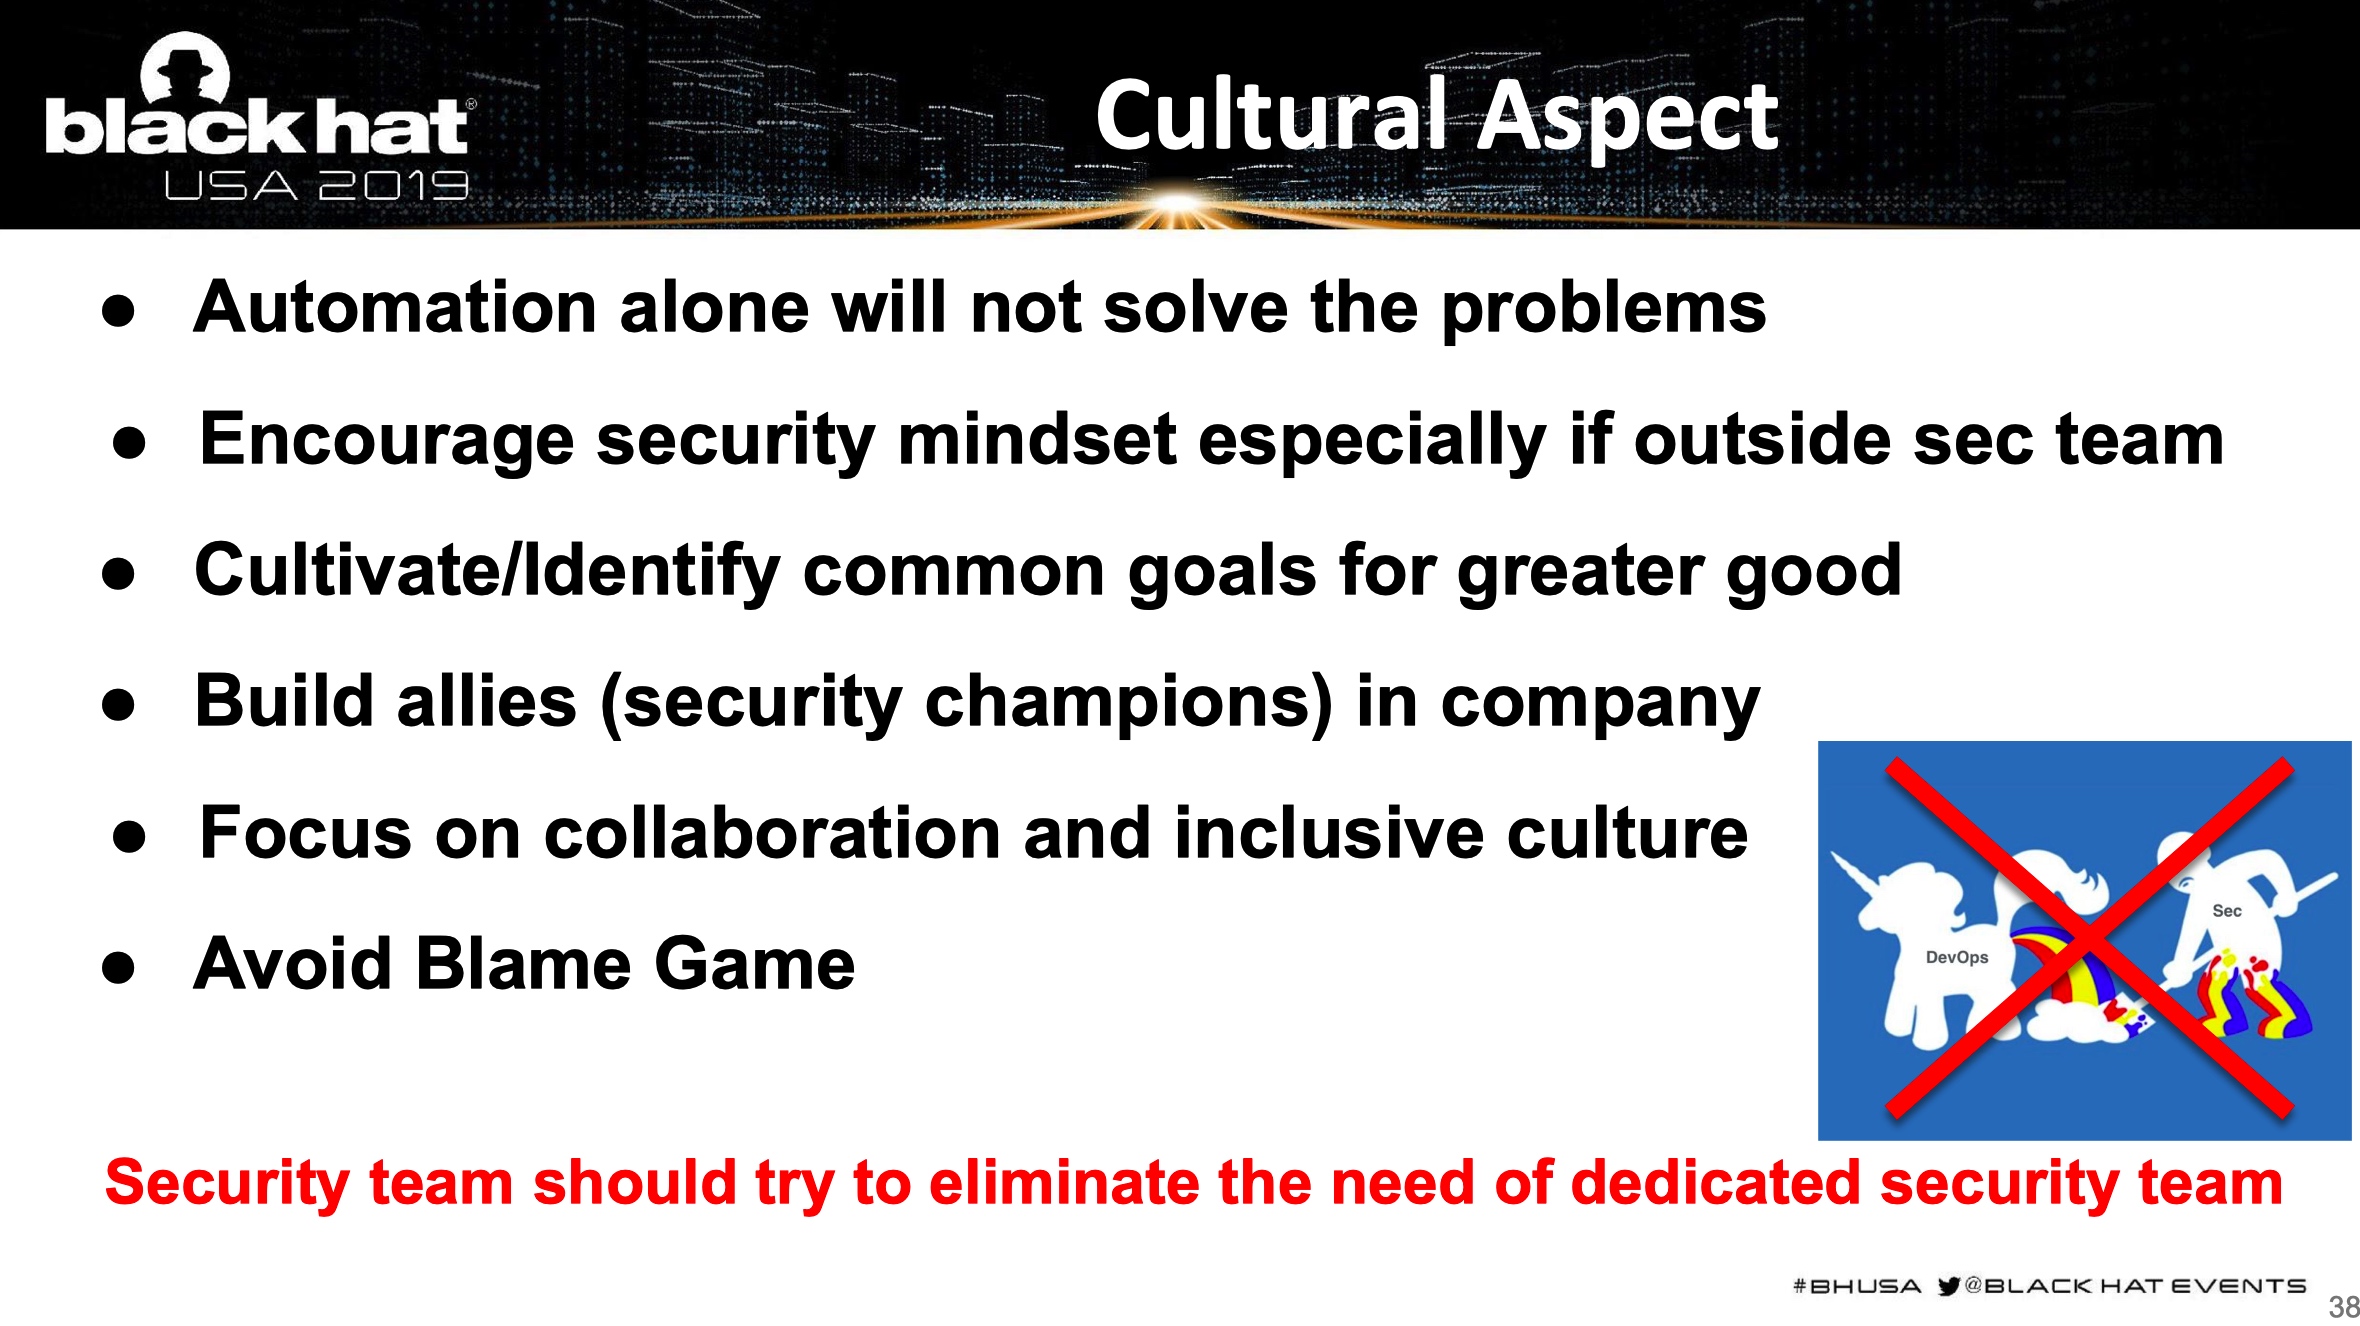 black hat®
USA 2019
Cultural Aspect
● Automation alone will not solve the problems
● Encourage security mindset especially if outside sec team
● Cultivate/Identify common goals for greater good
● Build allies (security champions) in company
● Focus on collaboration and inclusive culture
● Avoid Blame Game
DevOps
Sec
Security team should try to eliminate the need of dedicated security team
#BHUSA @BLACK HAT EVENTS
38